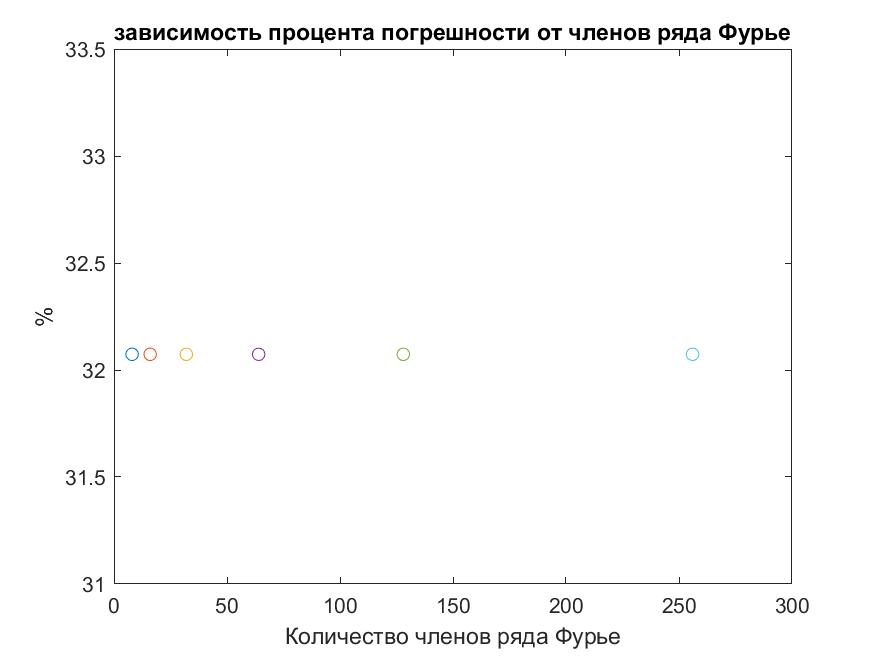 зависимость процента погрешности от членов ряда Фурье
33.5
33
32.5
%
32
31.5
31
0 50 100 150 200 250 300
Количество членов ряда Фурье